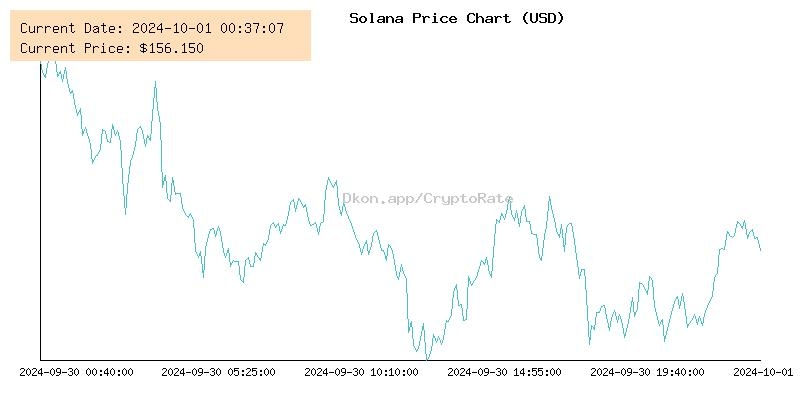 Solana Price Chart (USD)
Current Date: 2024-10-01 00:37:07
Current Price: $156.150
Dkon.app/CryptoRate
2024-09-30 00:40:00 2024-09-30 05:25:00 2024-09-30 10:10:00 2024-09-30 14:55:00 2024-09-30 19:40:00 2024-10-01